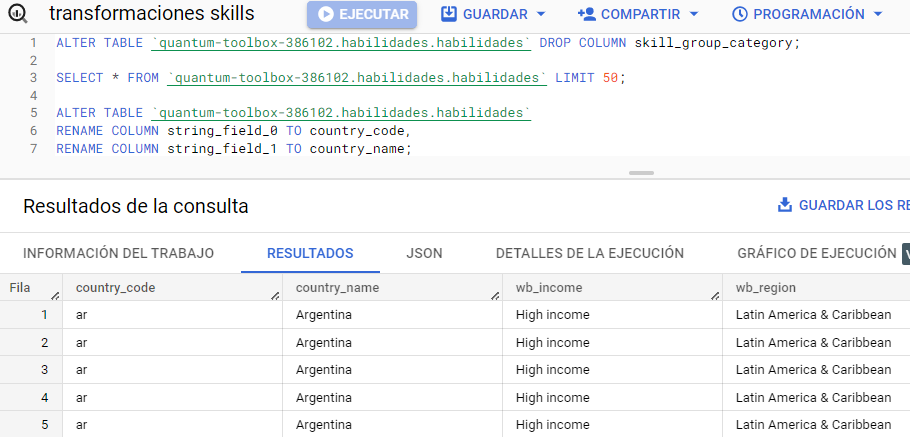 transformaciones skills EJECUTAR GUARDAR COMPARTIR PROGRAMACIÓN
1 ALTER TABLE `quantum-toolbox-386102.habilidades.habilidades` DROP COLUMN skill_group_category;
2
3 SELECT * FROM `quantum-toolbox-386102.habilidades.habilidades` LIMIT 50;
4
5 ALTER TABLE `quantum-toolbox-386102.habilidades.habilidades`
6 RENAME COLUMN string_field_0 TO country_code,
7 RENAME COLUMN string_field_1 TO country_name;
Resultados de la consulta GUARDAR LOS RE
INFORMACIÓN DEL TRABAJO RESULTADOS JSON DETALLES DE LA EJECUCIÓN GRÁFICO DE EJECUCIÓN V
Fila country_code country_name wb_income wb_region
1 ar Argentina High income Latin America & Caribbean
2 ar Argentina High income Latin America & Caribbean
3 ar Argentina High income Latin America & Caribbean
4 ar Argentina High income Latin America & Caribbean
5 ar Argentina High income Latin America & Caribbean